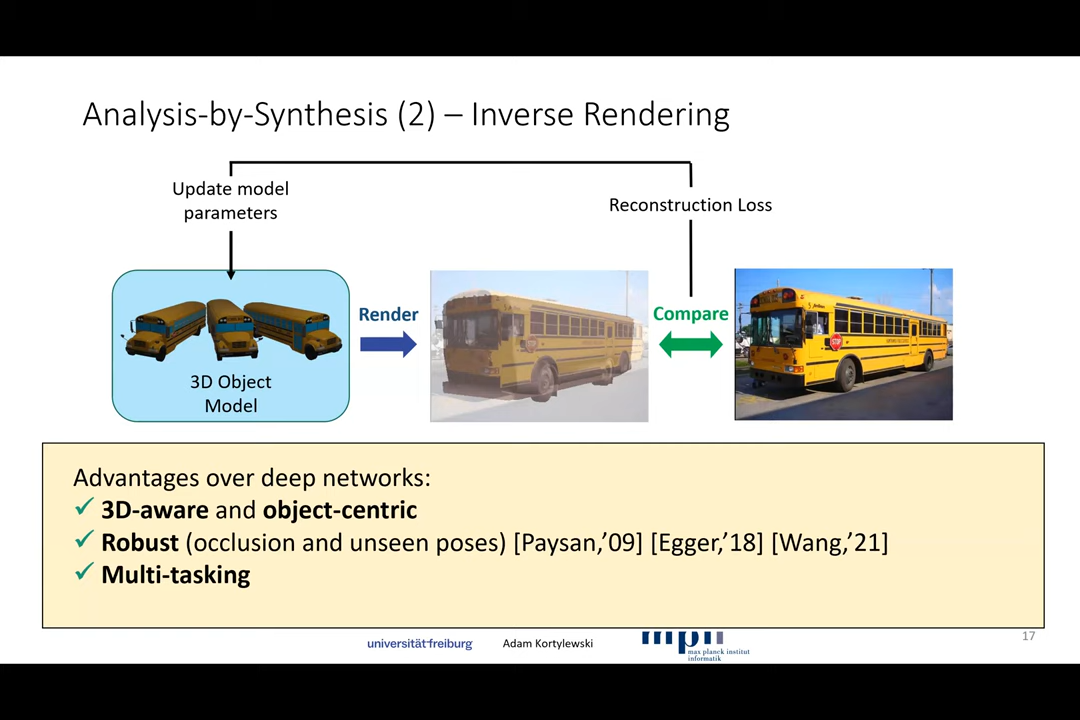 Analysis-by-Synthesis (2) – Inverse Rendering
Update model
parameters
Reconstruction Loss
Render
Compare
STOP
3D Object
Model
Advantages over deep networks:
✓ 3D-aware and object-centric
✓ Robust (occlusion and unseen poses) [Paysan,’09] [Egger,’18] [Wang,’21]
✓ Multi-tasking
universität freiburg
Adam Kortylewski
max planck institut
informatik
17